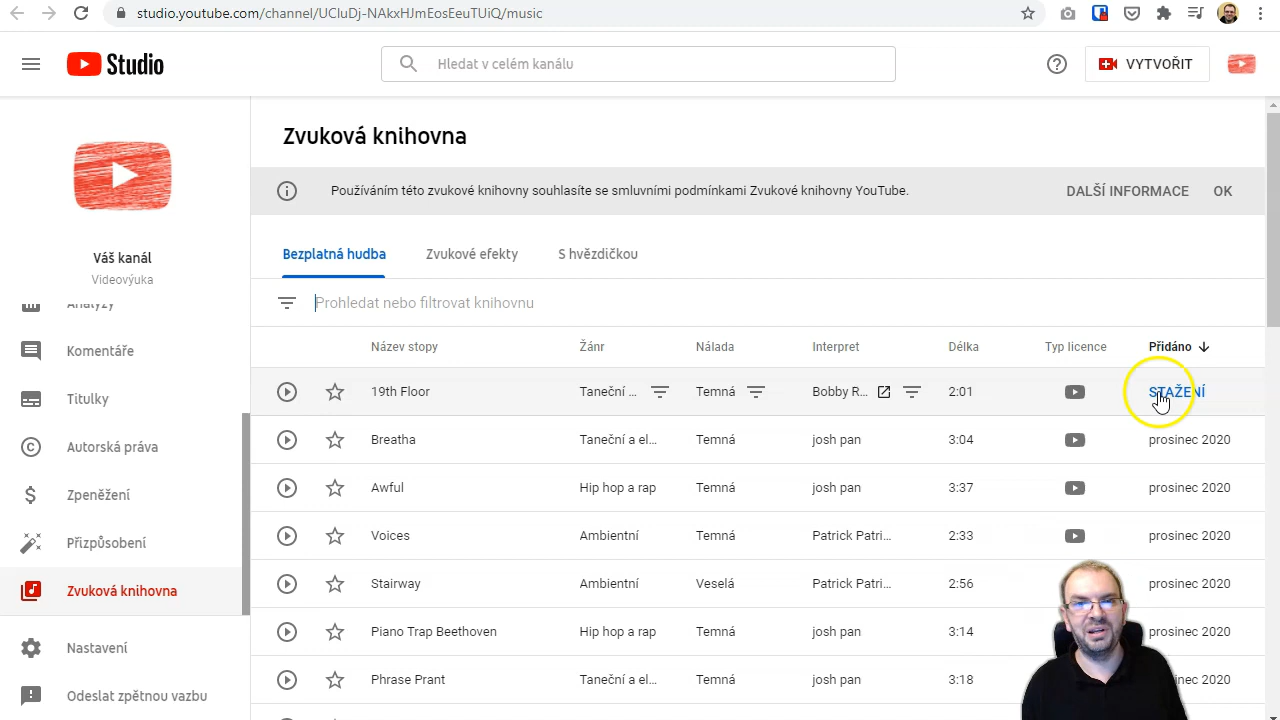 studio.youtube.com/channel/UCIuDj-NAkxHJmEosEeuTUiQ/music
Studio
Hledat v celém kanálu
VYTVOŘIT
Váš kanál
Videovýuka
Analýzy
Komentáře
Titulky
Autorská práva
Zpeněžení
Přizpůsobení
Zvuková knihovna
Nastavení
Odeslat zpětnou vazbu
Zvuková knihovna
Používáním této zvukové knihovny souhlasíte se smluvními podmínkami Zvukové knihovny YouTube. DALŠÍ INFORMACE OK
Bezplatná hudba Zvukové efekty S hvězdičkou
Prohledat nebo filtrovat knihovnu
Název stopy Žánr Nálada Interpret Délka Typ licence Přidáno
19th Floor Taneční ... Temná Bobby R... 2:01 STAŽENÍ
Breatha Taneční a el... Temná josh pan 3:04 prosinec 2020
Awful Hip hop a rap Temná josh pan 3:37 prosinec 2020
Voices Ambientní Temná Patrick Patri... 2:33 prosinec 2020
Stairway Ambientní Veselá Patrick Patri... 2:56 prosinec 2020
Piano Trap Beethoven Hip hop a rap Temná josh pan 3:14 prosinec 2020
Phrase Prant Taneční a el... Temná josh pan 3:18 prosinec 2020